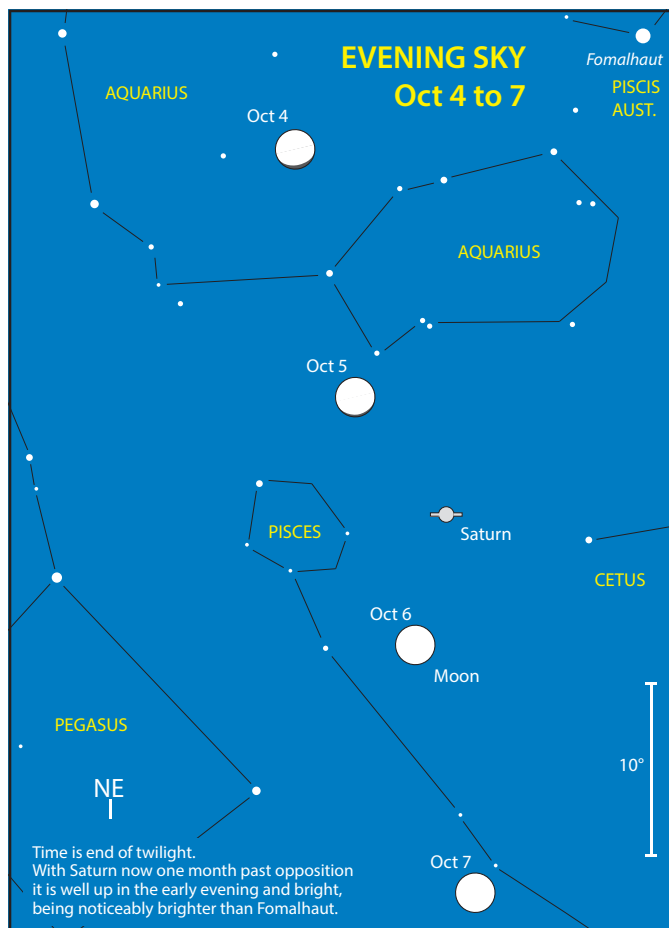 EVENING SKY
Oct 4 to 7
Fomalhaut
PISCIS
AUST.
AQUARIUS
Oct 4
AQUARIUS
Oct 5
PISCES
Saturn
CETUS
Oct 6
Moon
PEGASUS
10°
NE
Time is end of twilight.
With Saturn now one month past opposition
it is well up in the early evening and bright,
being noticeably brighter than Fomalhaut.
Oct 7